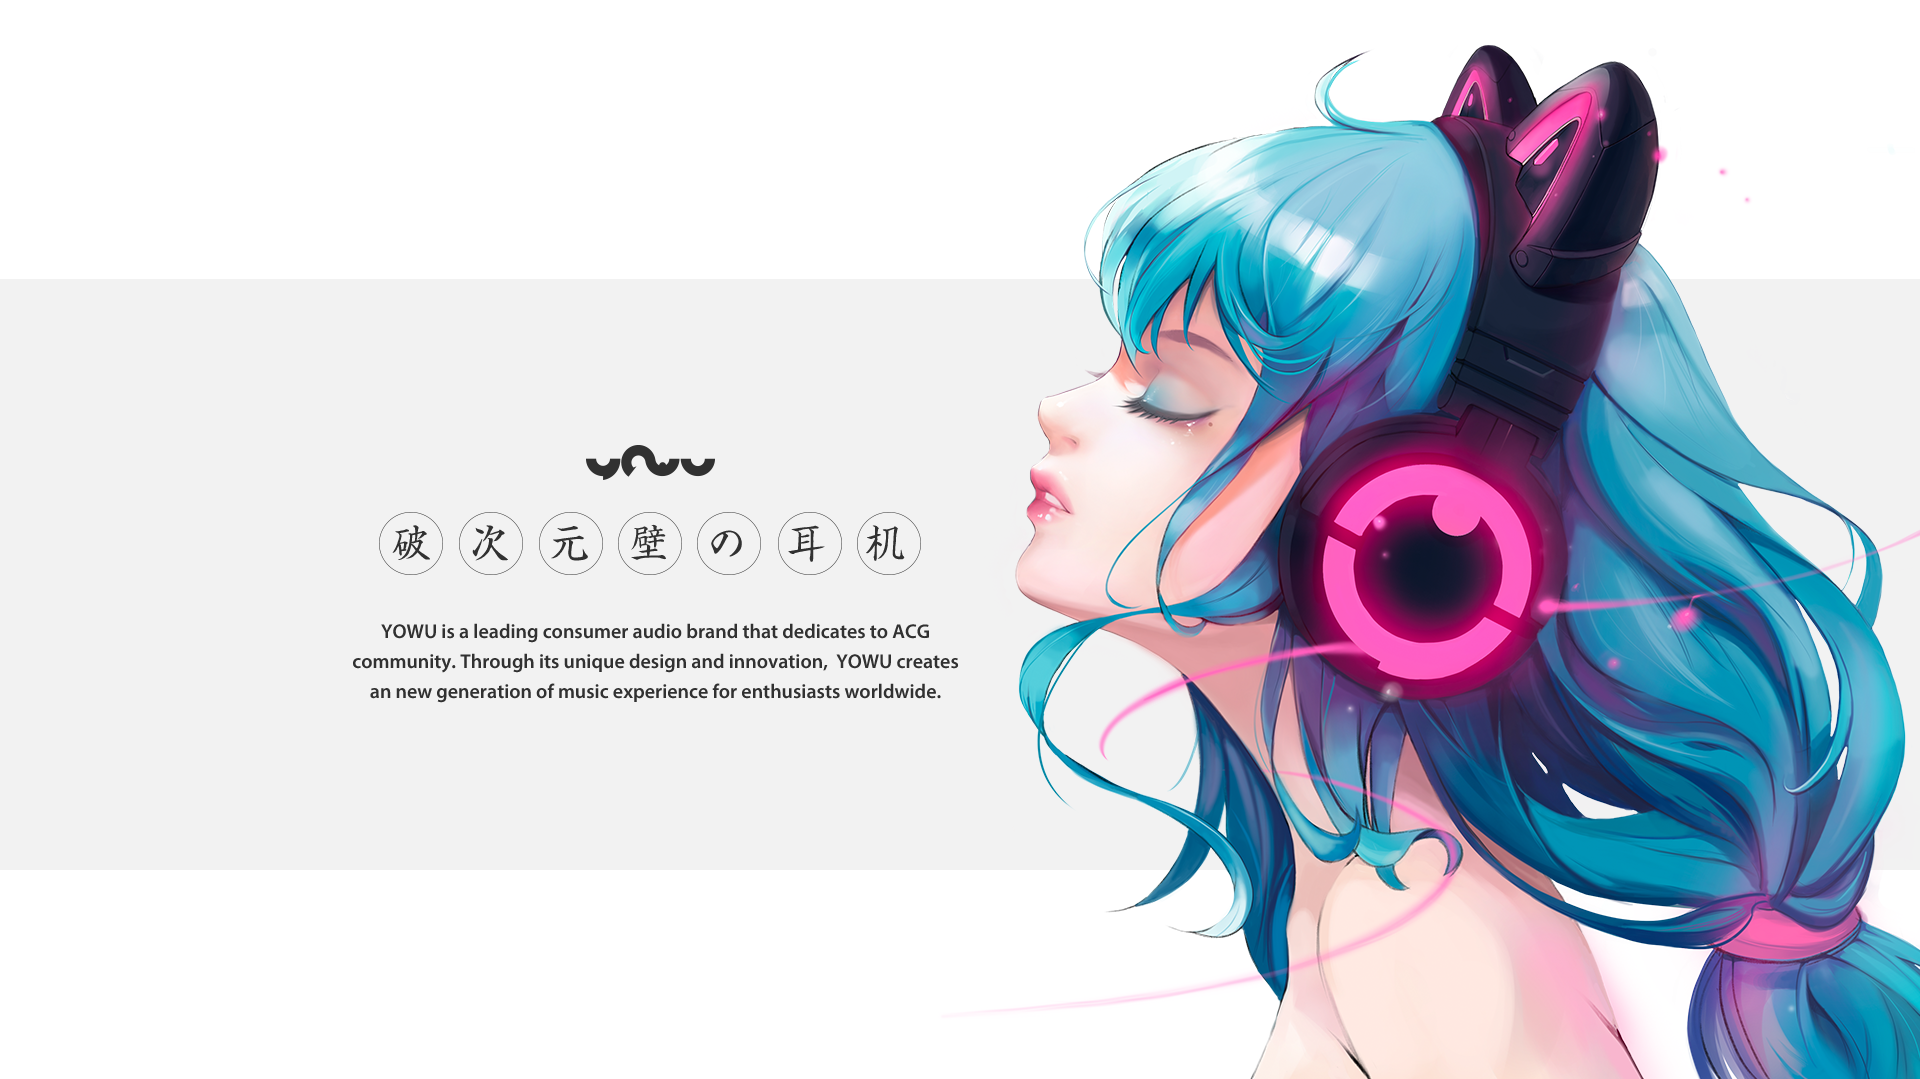 yowu
破次元壁の耳机
YOWU is a leading consumer audio brand that dedicates to ACG
community. Through its unique design and innovation,  YOWU creates
an new generation of music experience for enthusiasts worldwide.